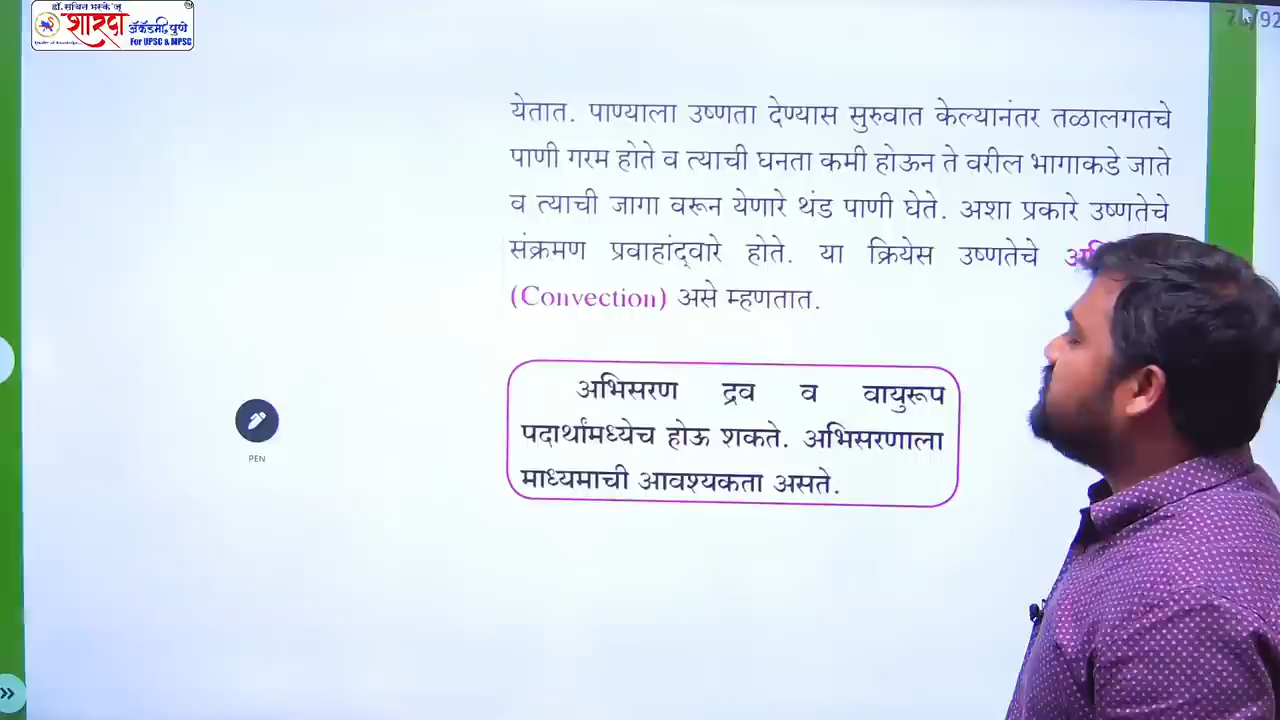 डॉ. सचिन भस्के'ज्
शारदा
ॲकॅडमी, पुणे
For UPSC & MPSC
/92
येतात. पाण्याला उष्णता देण्यास सुरुवात केल्यानंतर तळालगतचे
पाणी गरम होते व त्याची घनता कमी होऊन ते वरील भागाकडे जाते
व त्याची जागा वरून येणारे थंड पाणी घेते. अशा प्रकारे उष्णतेचे
संक्रमण प्रवाहांद्‌वारे होते. या क्रियेस उष्णतेचे
(Convection) असे म्हणतात.
अभिसरण द्रव व वायुरूप
पदार्थांमध्येच होऊ शकते. अभिसरणाला
माध्यमाची आवश्यकता असते.
PEN